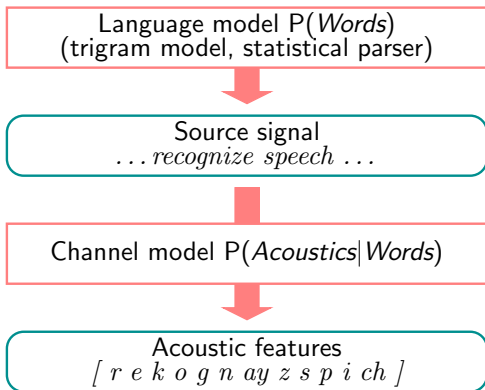 Language model P(Words)
(trigram model, statistical parser)
Source signal
...recognize speech ...
Channel model P(Acoustics|Words)
Acoustic features
[ r e k o g n ay z s p i ch ]